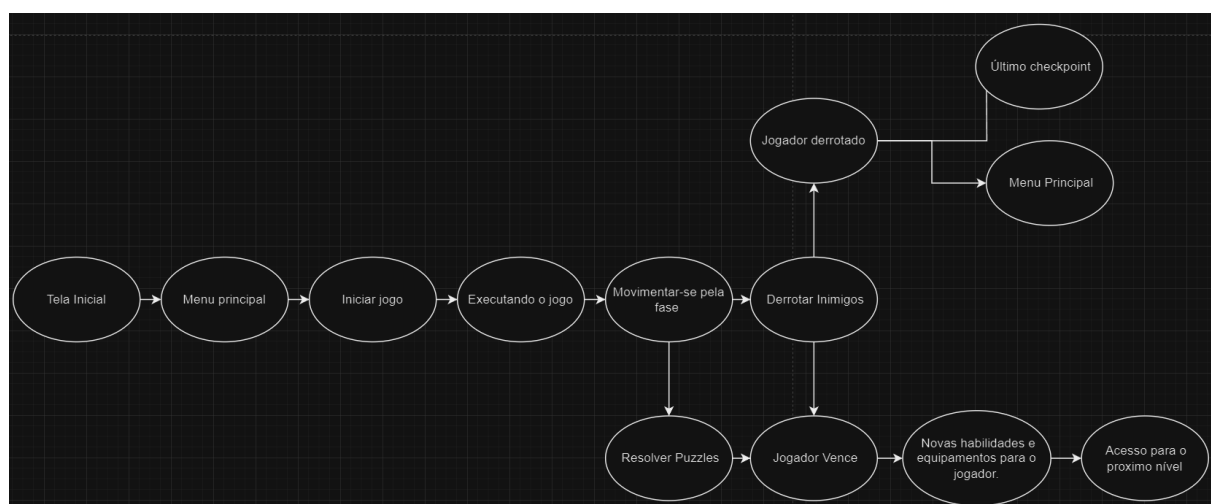 Último checkpoint
Jogador derrotado
Menu Principal
Tela Inicial
Menu principal
Iniciar jogo
Executando o jogo
Movimentar-se pela
fase
Derrotar Inimigos
Resolver Puzzles
Jogador Vence
Novas habilidades e
equipamentos para o
jogador.
Acesso para o
proximo nível